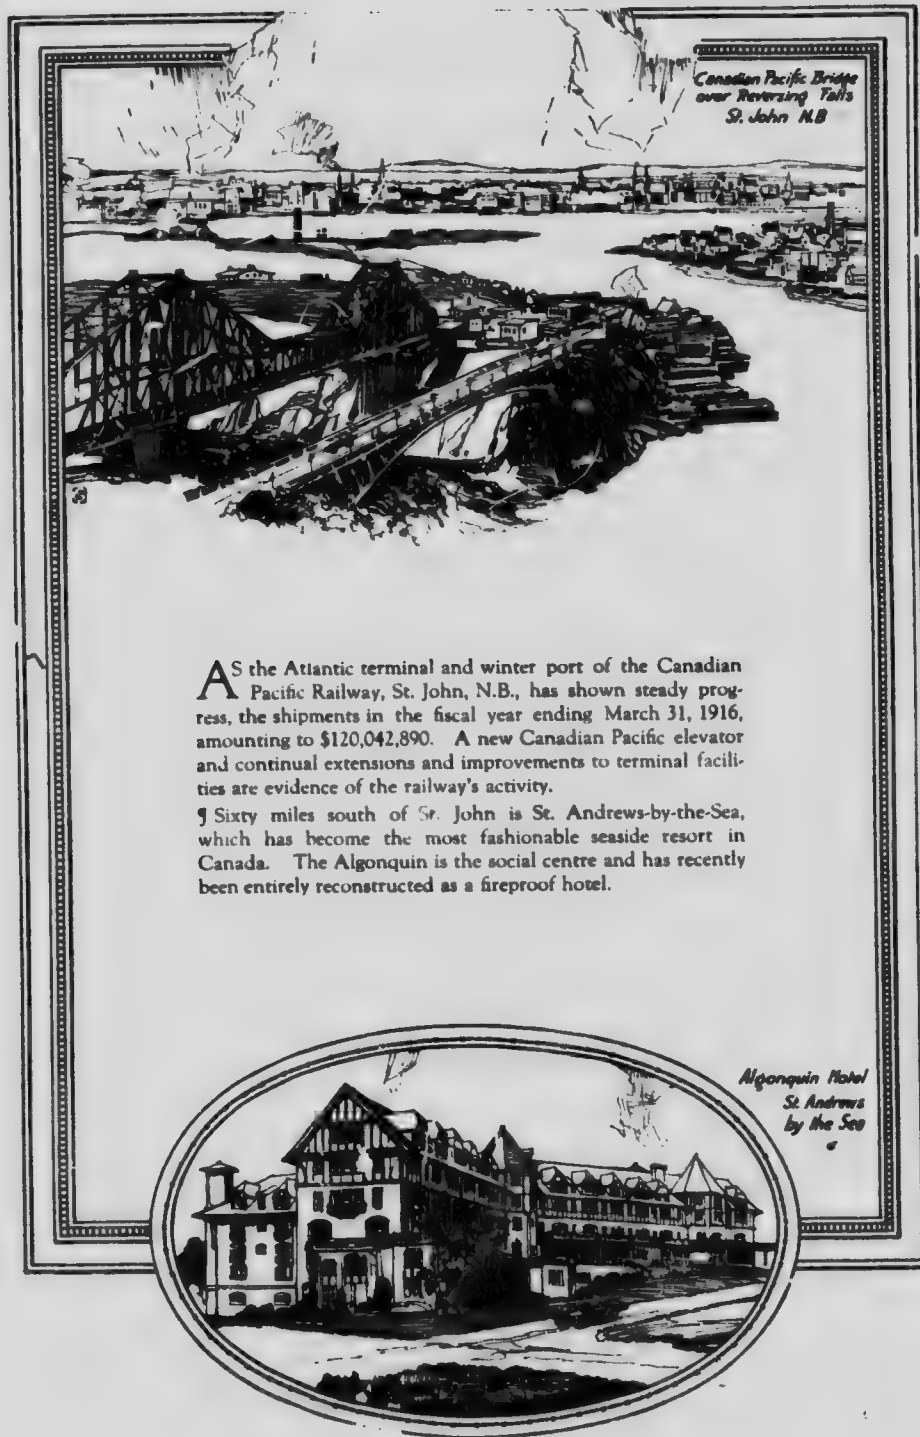 Canadian Pacific Bridge
over Reversing Falls
St. John N.B
AS the Atlantic terminal and winter port of the Canadian
Pacific Railway, St. John, N.B., has shown steady prog-
ress, the shipments in the fiscal year ending March 31, 1916,
amounting to $120,042,890. A new Canadian Pacific elevator
and continual extensions and improvements to terminal facili-
ties are evidence of the railway's activity.
¶ Sixty miles south of St. John is St. Andrews-by-the-Sea,
which has become the most fashionable seaside resort in
Canada. The Algonquin is the social centre and has recently
been entirely reconstructed as a fireproof hotel.
Algonquin Hotel
St. Andrews
by the Sea